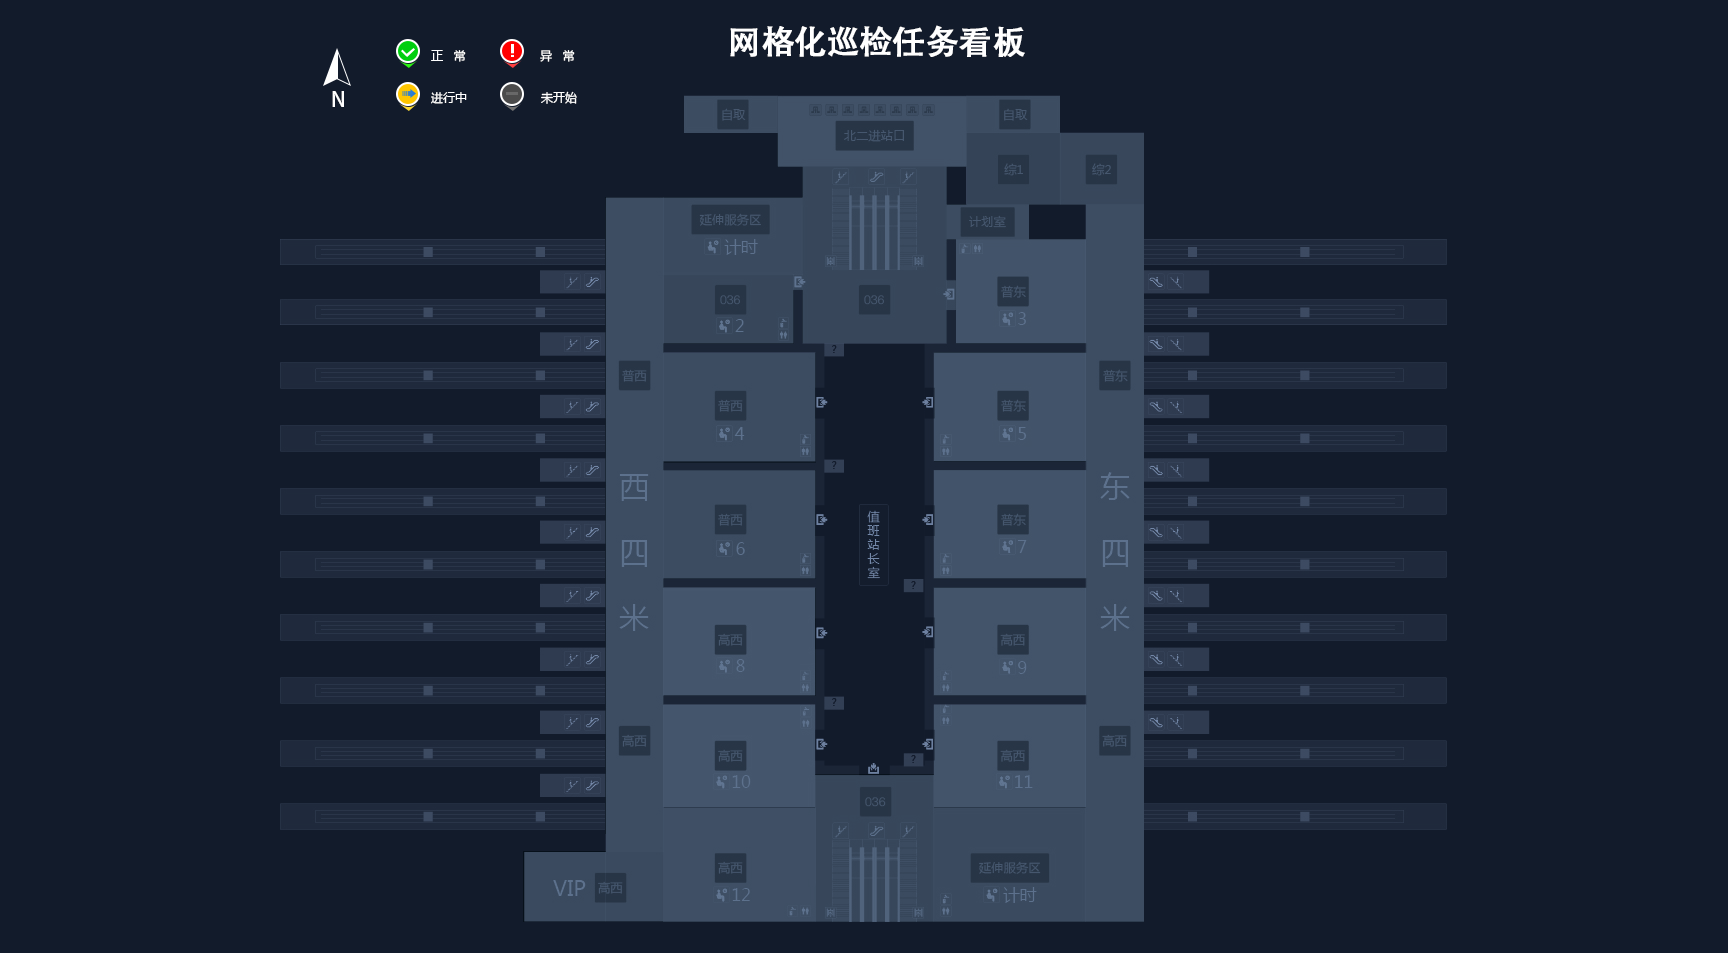 网格化巡检任务看板
正 常
异 常
进行中
未开始
N
自取
北二进站口
自取
综1
综2
延伸服务区
计时
计划室
036
2
036
普东
3
普西
普西
4
普东
5
普东
普西
6
普东
7
西四米
值班站长室
东四米
高西
8
高西
9
高西
高西
10
高西
11
高西
036
高西
12
延伸服务区
计时
VIP
高西
?
?
?
?
?